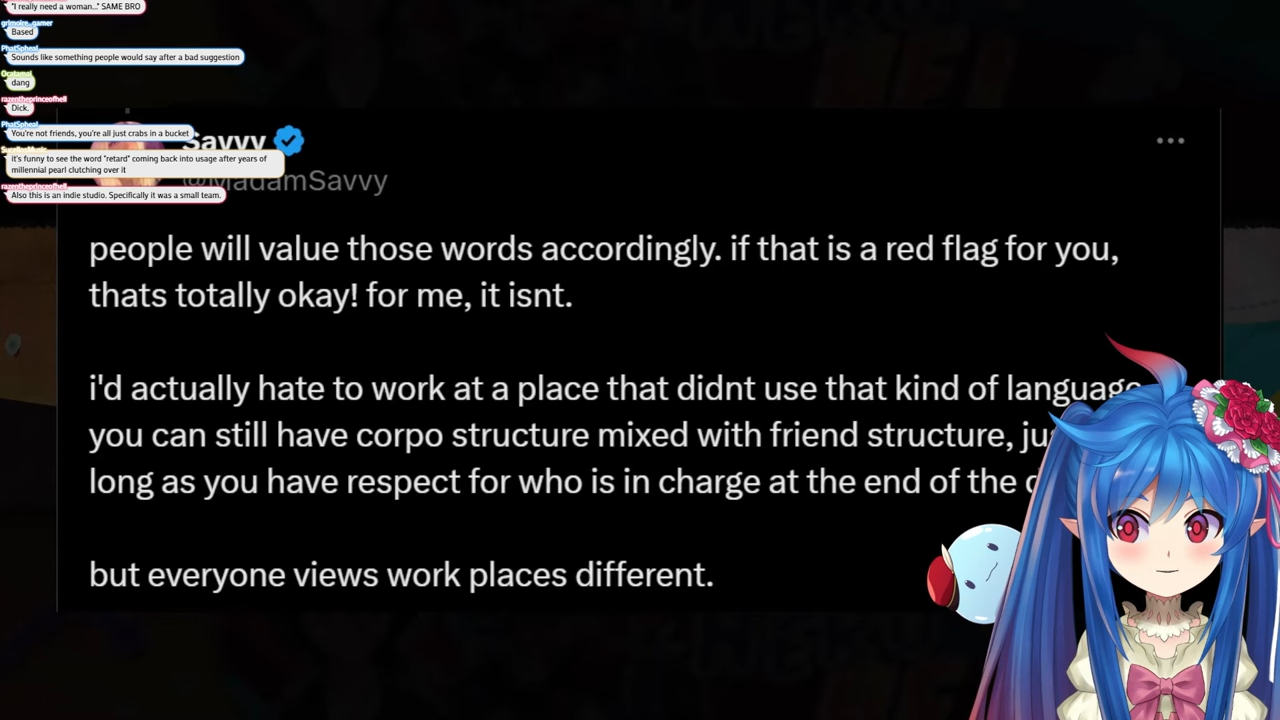 "I really need a woman..." SAME BRO
grimoire_gamer
Based
PhatSpheal
Sounds like something people would say after a bad suggestion
dang
razentheprinceofhell
Dick.
PhatSpheal
You're not friends, you're all just crabs in a bucket
it's funny to see the word "retard" coming back into usage after years of
millennial pearl clutching over it
razentheprinceofhell
Also this is an indie studio. Specifically it was a small team.
Savvy
@MadamSavvy
people will value those words accordingly. if that is a red flag for you,
thats totally okay! for me, it isnt.
i'd actually hate to work at a place that didnt use that kind of language
you can still have corpo structure mixed with friend structure,
long as you have respect for who is in charge at the end of the
but everyone views work places different.